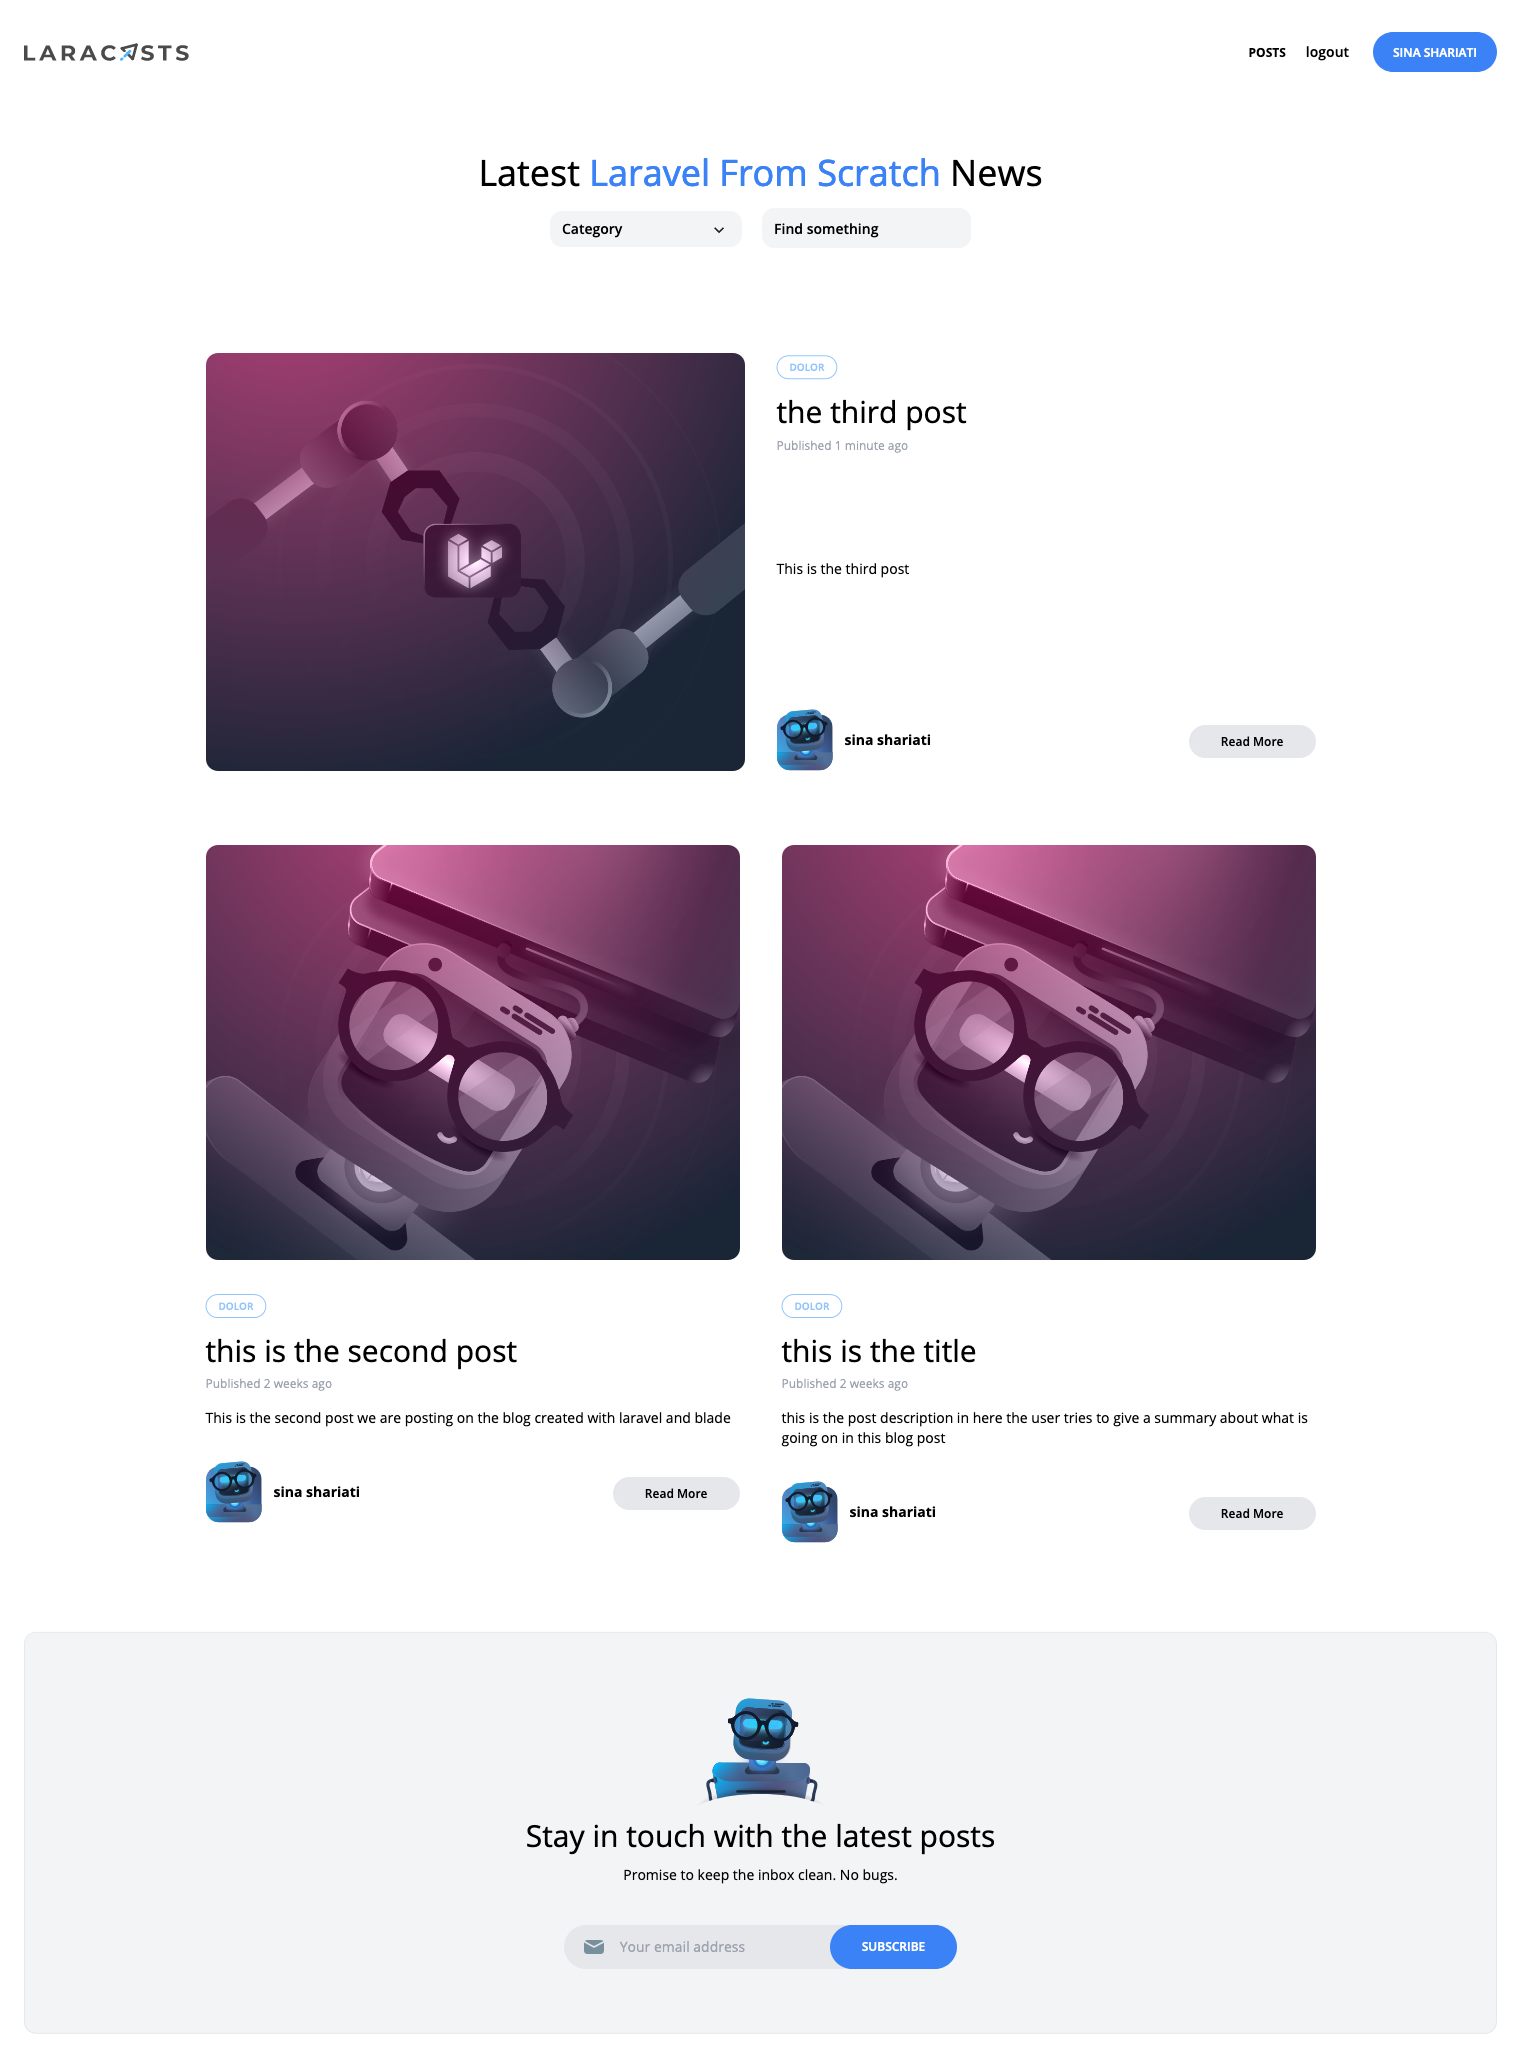 LARACASTS
POSTS logout SINA SHARIATI
Latest Laravel From Scratch News
Category Find something
DOLOR
the third post
Published 1 minute ago
This is the third post
sina shariati Read More
DOLOR
this is the second post
Published 2 weeks ago
This is the second post we are posting on the blog created with laravel and blade
sina shariati Read More
DOLOR
this is the title
Published 2 weeks ago
this is the post description in here the user tries to give a summary about what is
going on in this blog post
sina shariati Read More
Stay in touch with the latest posts
Promise to keep the inbox clean. No bugs.
Your email address SUBSCRIBE